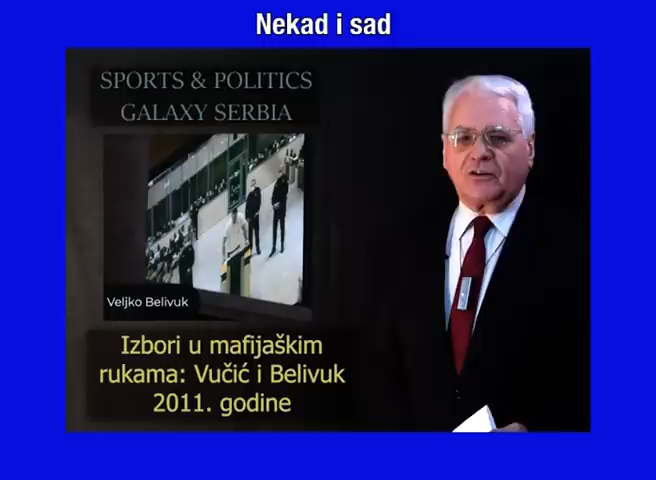 Nekad i sad
SPORTS & POLITICS
GALAXY SERBIA
Veljko Belivuk
Izbori u mafijaškim
rukama: Vučić i Belivuk
2011. godine